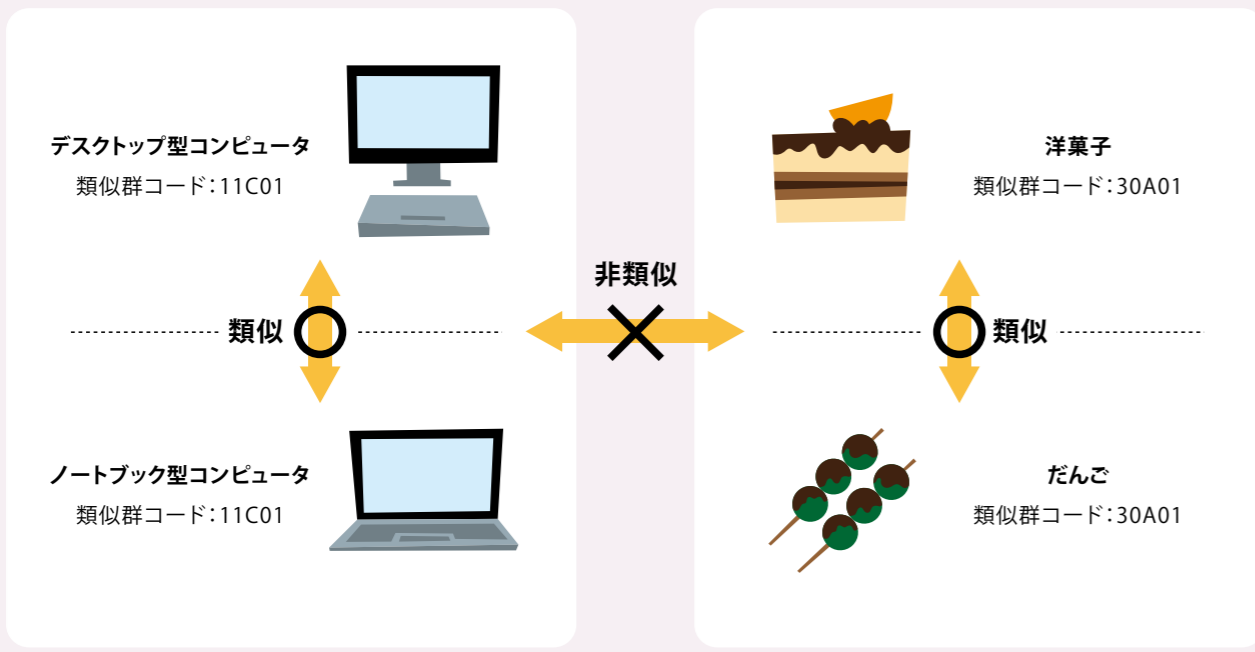 デスクトップ型コンピュータ
類似群コード：11C01
類似
ノートブック型コンピュータ
類似群コード：11C01
非類似
洋菓子
類似群コード：30A01
類似
だんご
類似群コード：30A01